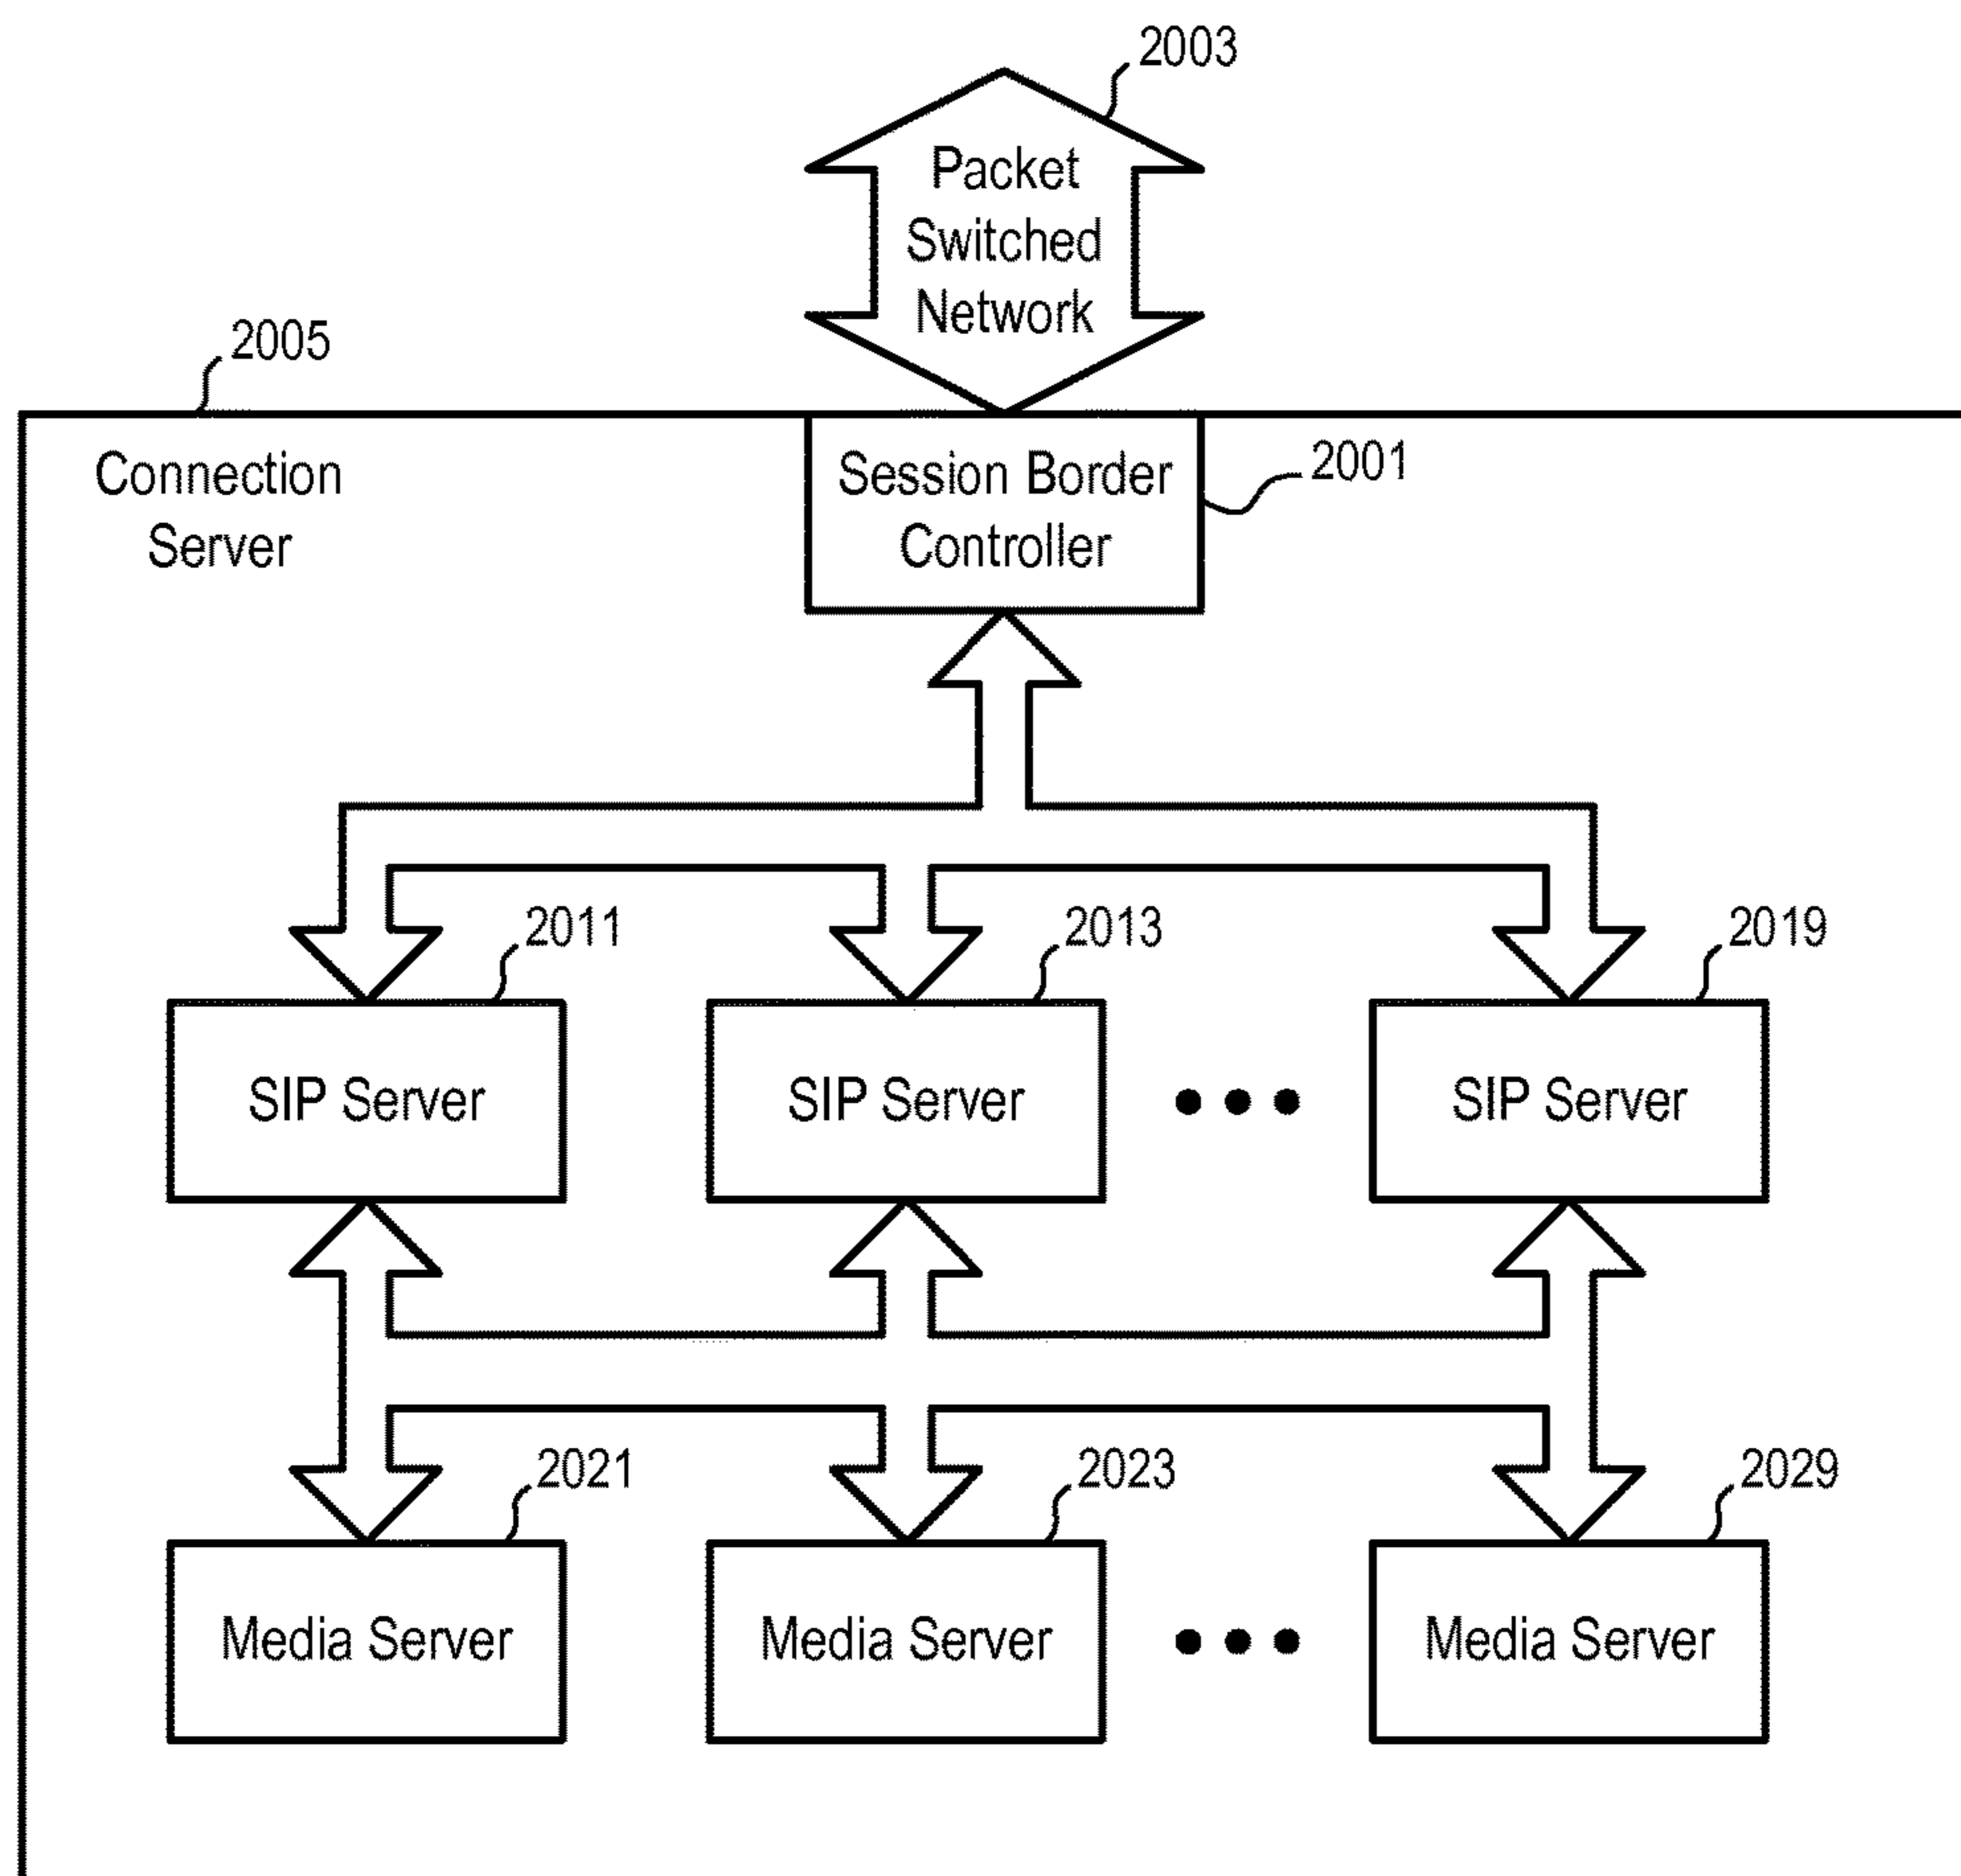 2003
Packet
Switched
Network
2005
Connection
Server
Session Border
Controller
2001
2011
2013
2019
SIP Server
SIP Server
SIP Server
2021
2023
2029
Media Server
Media Server
Media Server